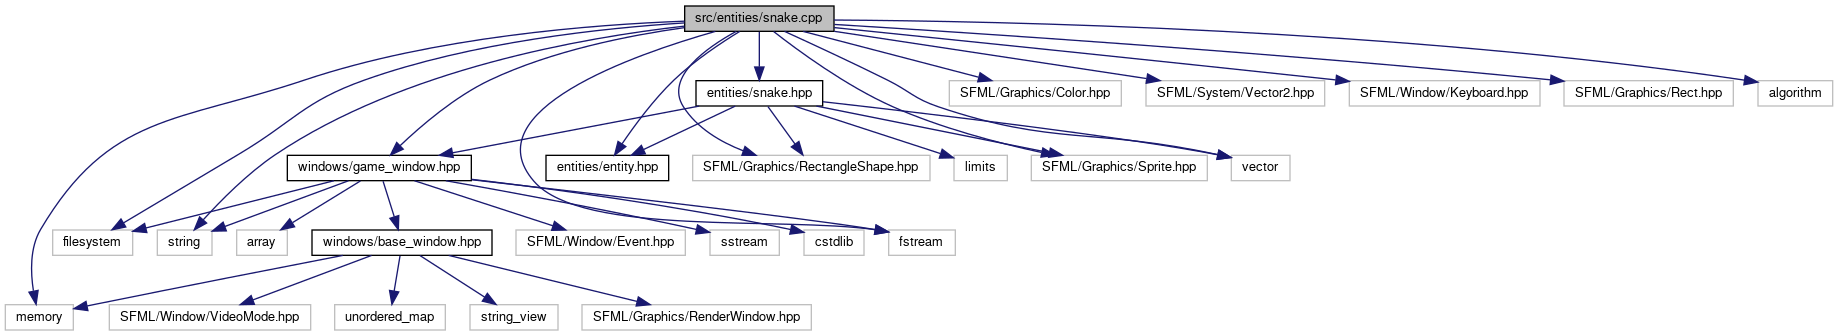 src/entities/snake.cpp
entities/snake.hpp
SFML/Graphics/Color.hpp
SFML/System/Vector2.hpp
SFML/Window/Keyboard.hpp
SFML/Graphics/Rect.hpp
algorithm
windows/game_window.hpp
entities/entity.hpp
SFML/Graphics/RectangleShape.hpp
limits
SFML/Graphics/Sprite.hpp
vector
filesystem
string
array
windows/base_window.hpp
SFML/Window/Event.hpp
sstream
cstdlib
fstream
memory
SFML/Window/VideoMode.hpp
unordered_map
string_view
SFML/Graphics/RenderWindow.hpp